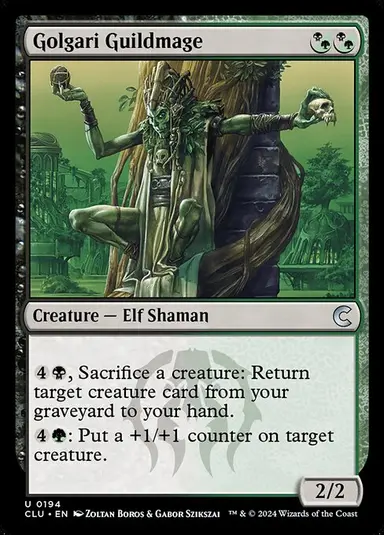 Golgari Guildmage
Creature — Elf Shaman
4, Sacrifice a creature: Return
target creature card from your
graveyard to your hand.
4: Put a +1/+1 counter on target
creature.
2/2
U 0194
CLU • EN Zoltan Boros & Gabor Szikszai ™ & © 2024 Wizards of the Coast